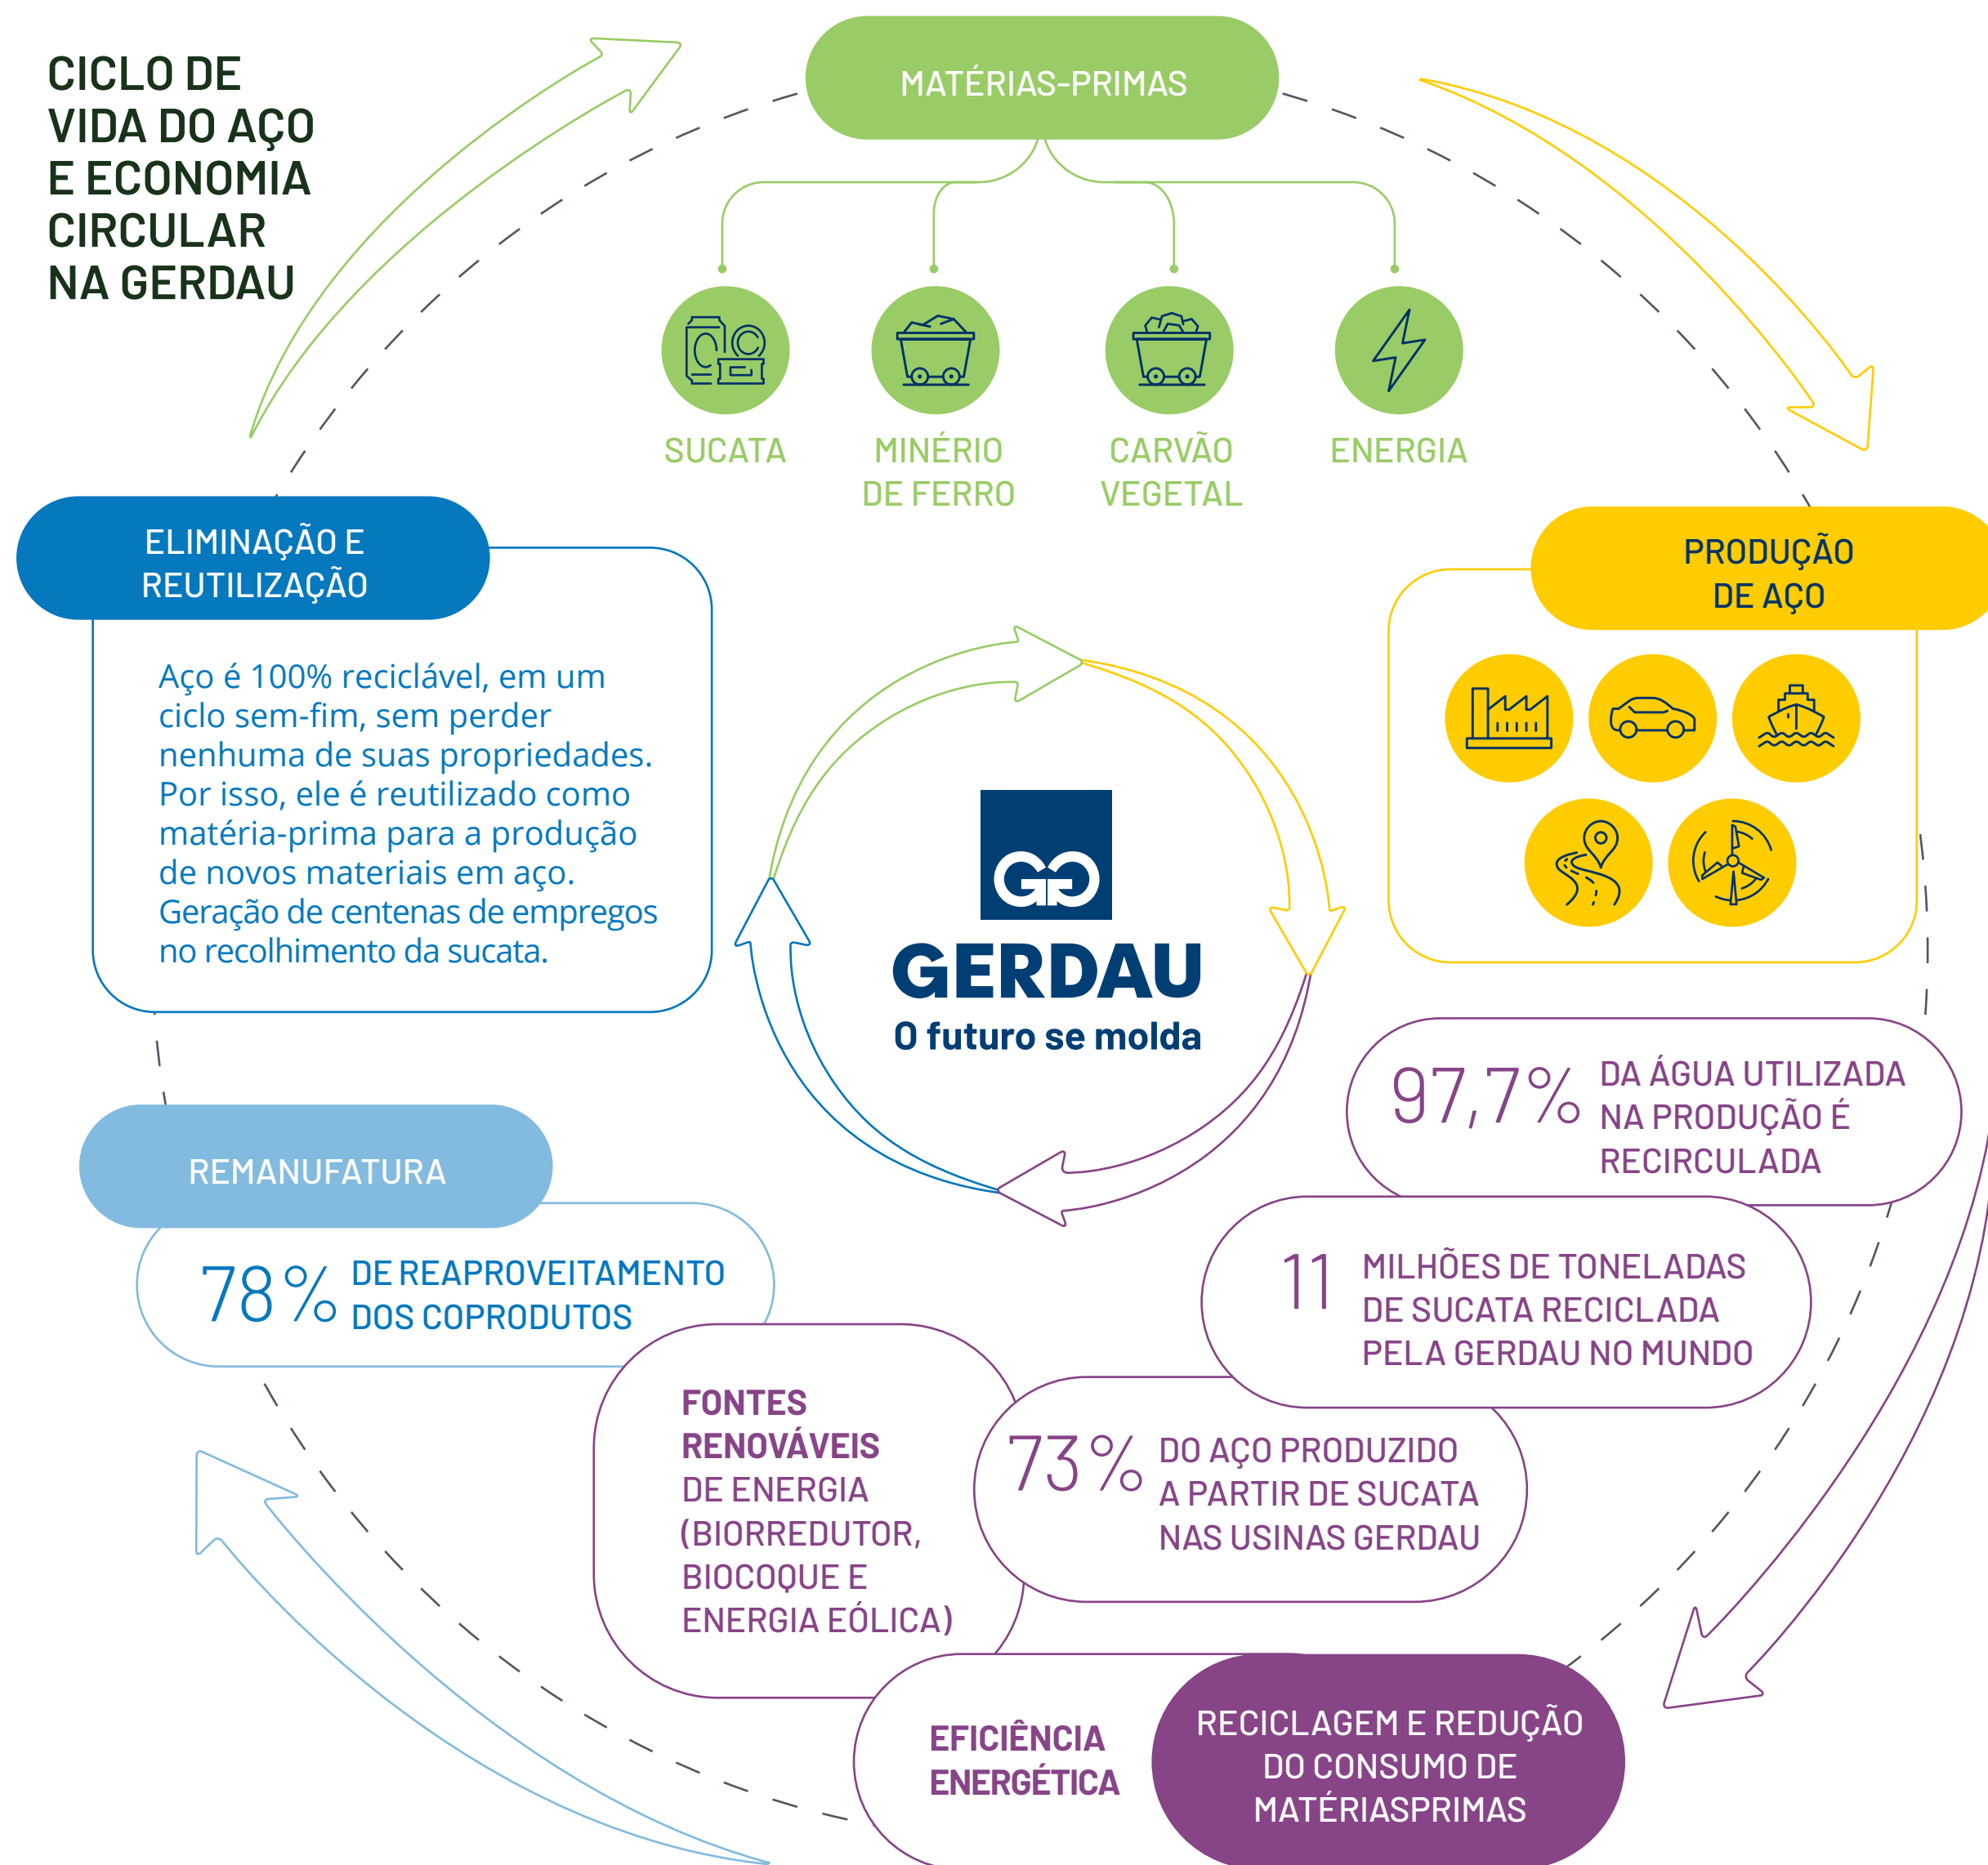 CICLO DE
VIDA DO AÇO
E ECONOMIA
CIRCULAR
NA GERDAU
MATÉRIAS-PRIMAS
SUCATA
MINÉRIO
DE FERRO
CARVÃO
VEGETAL
ENERGIA
PRODUÇÃO
DE AÇO
ELIMINAÇÃO E
REUTILIZAÇÃO
Aço é 100% reciclável, em um
ciclo sem-fim, sem perder
nenhuma de suas propriedades.
Por isso, ele é reutilizado como
matéria-prima para a produção
de novos materiais em aço.
Geração de centenas de empregos
no recolhimento da sucata.
GERDAU
O futuro se molda
97,7% DA ÁGUA UTILIZADA
NA PRODUÇÃO É
RECIRCULADA
REMANUFATURA
78% DE REAPROVEITAMENTO
DOS COPRODUTOS
11 MILHÕES DE TONELADAS
DE SUCATA RECICLADA
PELA GERDAU NO MUNDO
FONTES
RENOVÁVEIS
DE ENERGIA
(BIORREDUTOR,
BIOCOQUE E
ENERGIA EÓLICA)
73% DO AÇO PRODUZIDO
A PARTIR DE SUCATA
NAS USINAS GERDAU
EFICIÊNCIA
ENERGÉTICA
RECICLAGEM E REDUÇÃO
DO CONSUMO DE
MATÉRIASPRIMAS